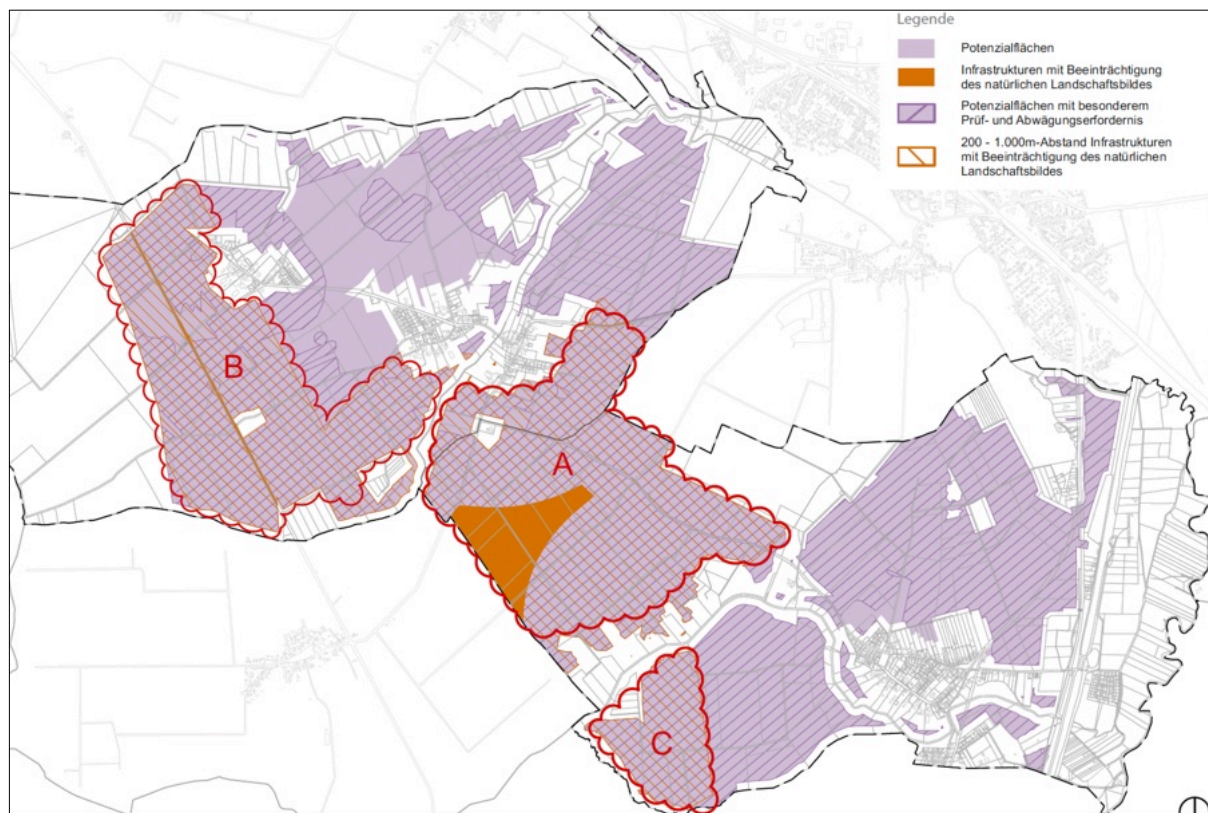 Legende
Potenzialflächen
Infrastrukturen mit Beeinträchtigung
des natürlichen Landschaftsbildes
Potenzialflächen mit besonderem
Prüf- und Abwägungserfordernis
200 - 1.000m-Abstand Infrastrukturen
mit Beeinträchtigung des natürlichen
Landschaftsbildes
B
A
C